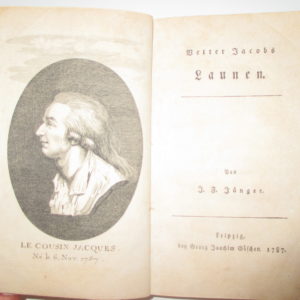 LE COUSIN JACQUES.
Né le 6. Nov. 1757.
Vetter Jacobs
Launen.
Von
J. F. Jünger.
Leipzig,
bey Georg Joachim Göschen 1787.